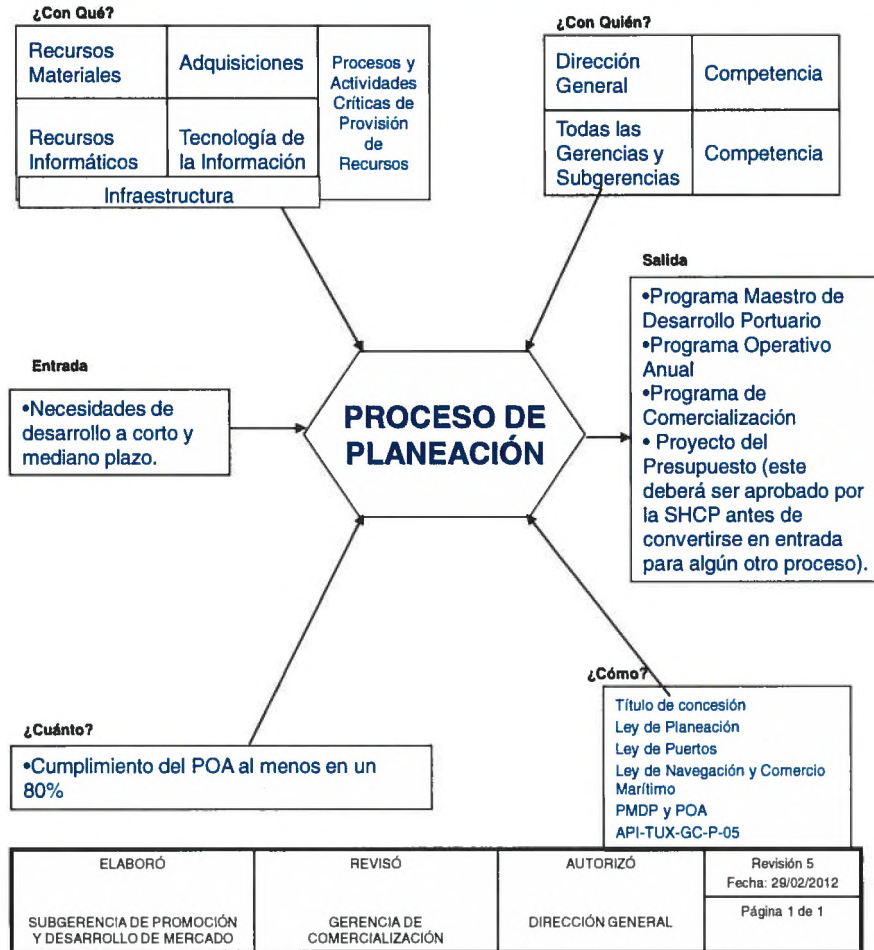 ¿Con Qué?
Recursos
Materiales
Adquisiciones
Procesos y
Actividades
Críticas de
Provisión
de
Recursos
Recursos
Informáticos
Tecnología de
la Información
Infraestructura
¿Con Quién?
Dirección
General
Competencia
Todas las
Gerencias y
Subgerencias
Competencia
Entrada
•Necesidades de
desarrollo a corto y
mediano plazo.
PROCESO DE
PLANEACIÓN
Salida
•Programa Maestro de
Desarrollo Portuario
•Programa Operativo
Anual
•Programa de
Comercialización
• Proyecto del
Presupuesto (este
deberá ser aprobado por
la SHCP antes de
convertirse en entrada
para algún otro proceso).
¿Cuánto?
•Cumplimiento del POA al menos en un
80%
¿Cómo?
Título de concesión
Ley de Planeación
Ley de Puertos
Ley de Navegación y Comercio
Marítimo
PMDP y POA
API-TUX-GC-P-05
ELABORÓ
SUBGERENCIA DE PROMOCIÓN
Y DESARROLLO DE MERCADO
REVISÓ
GERENCIA DE
COMERCIALIZACIÓN
AUTORIZÓ
DIRECCIÓN GENERAL
Revisión 5
Fecha: 29/02/2012
Página 1 de 1